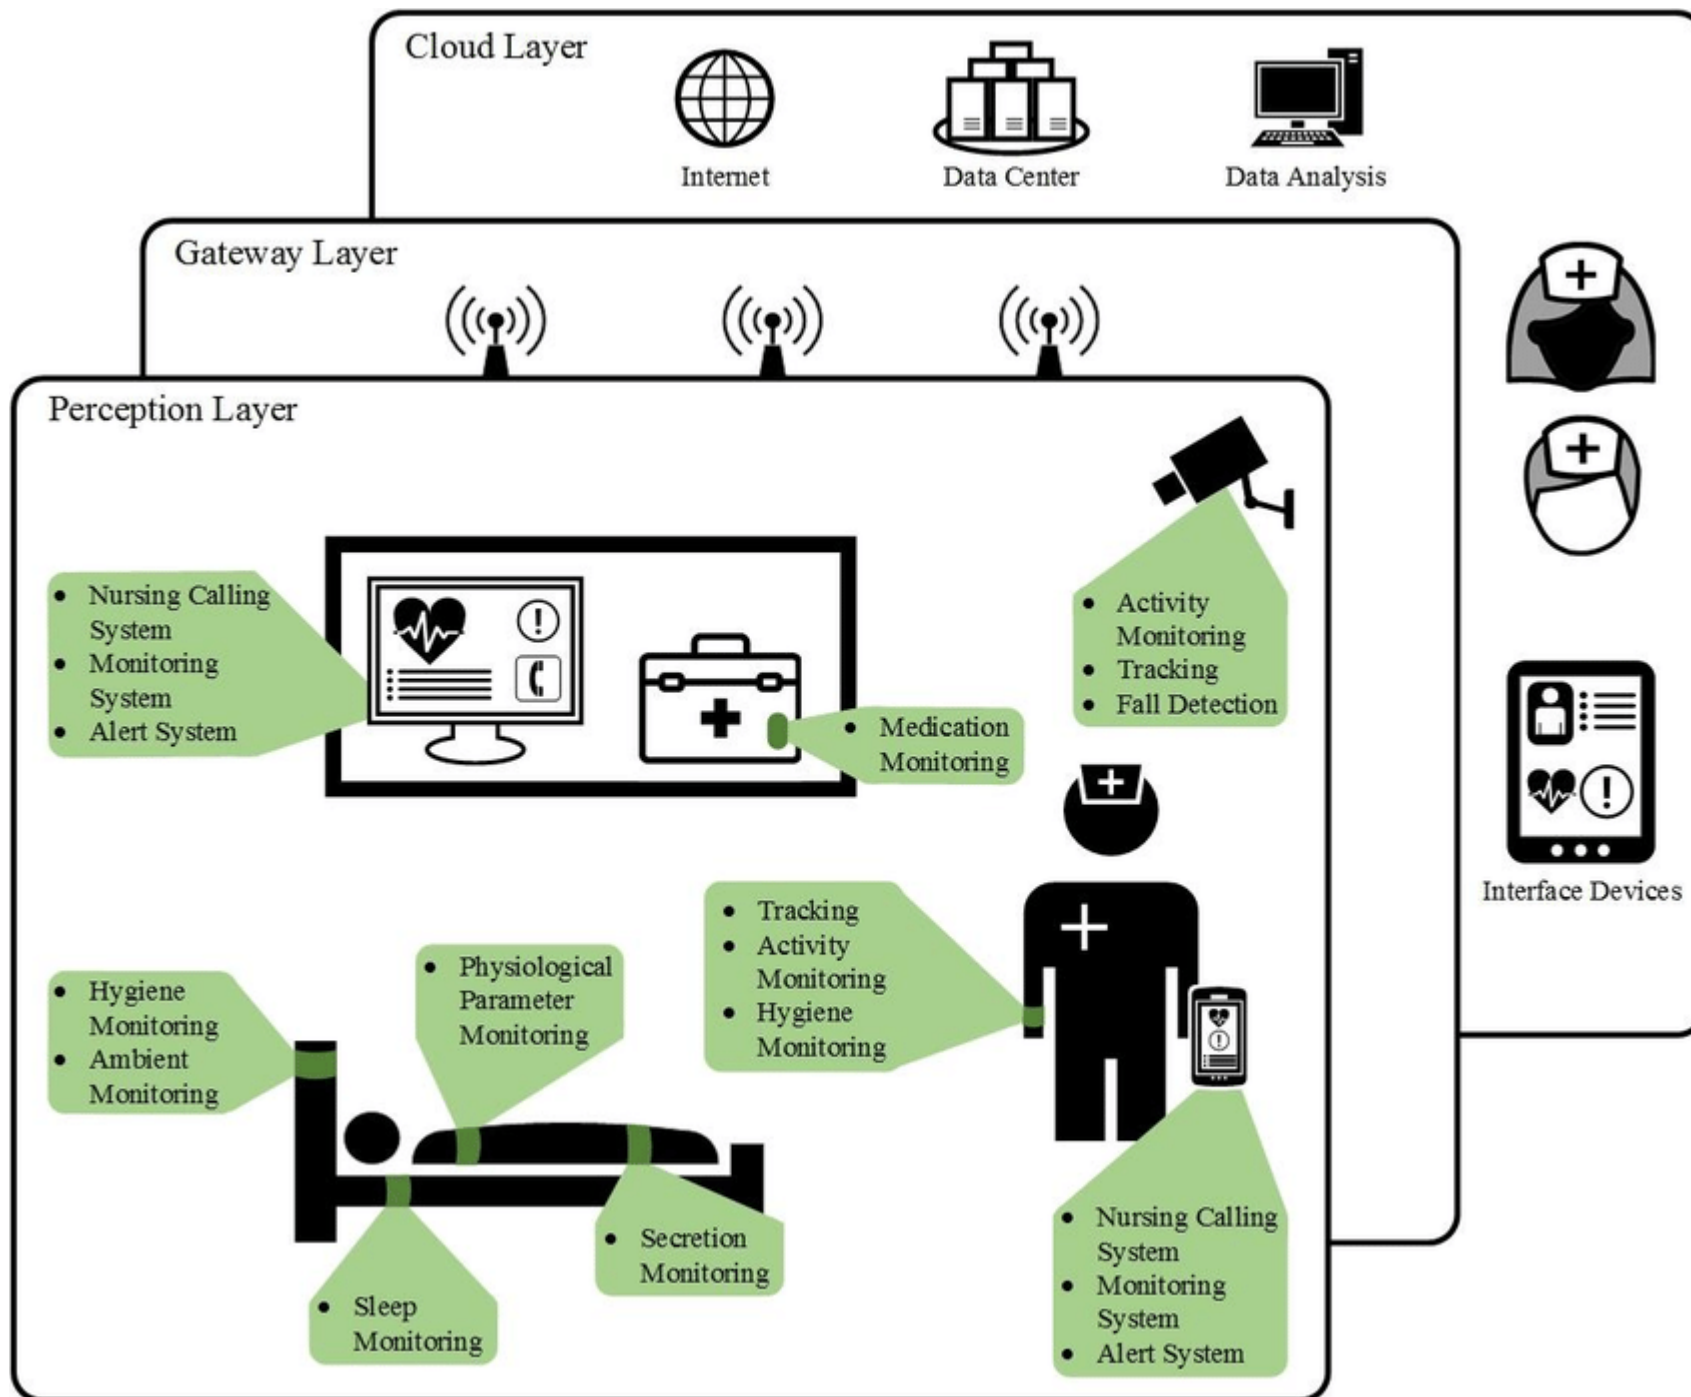 Cloud Layer
Internet
Data Center
Data Analysis
Gateway Layer
Perception Layer
• Nursing Calling
System
• Monitoring
System
• Alert System
• Medication
Monitoring
• Activity
Monitoring
• Tracking
• Fall Detection
Interface Devices
• Hygiene
Monitoring
• Ambient
Monitoring
• Physiological
Parameter
Monitoring
• Tracking
• Activity
Monitoring
• Hygiene
Monitoring
• Sleep
Monitoring
• Secretion
Monitoring
• Nursing Calling
System
• Monitoring
System
• Alert System